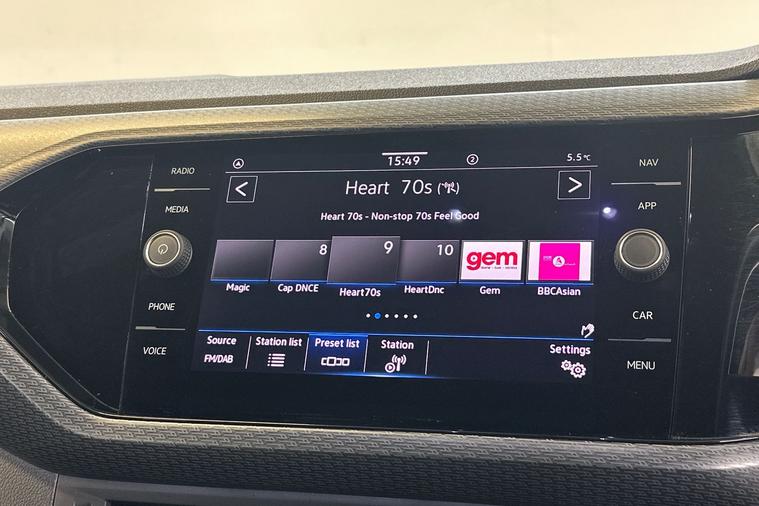 RADIO
MEDIA
PHONE
VOICE
A 15:49 2 5.5°C
Heart 70s
Heart 70s - Non-stop 70s Feel Good
8 9 10
gem
Magic Cap DNCE Heart70s HeartDnc Gem BBCAsian
Source Station list Preset list Station Settings
FM/DAB
NAV
APP
CAR
MENU